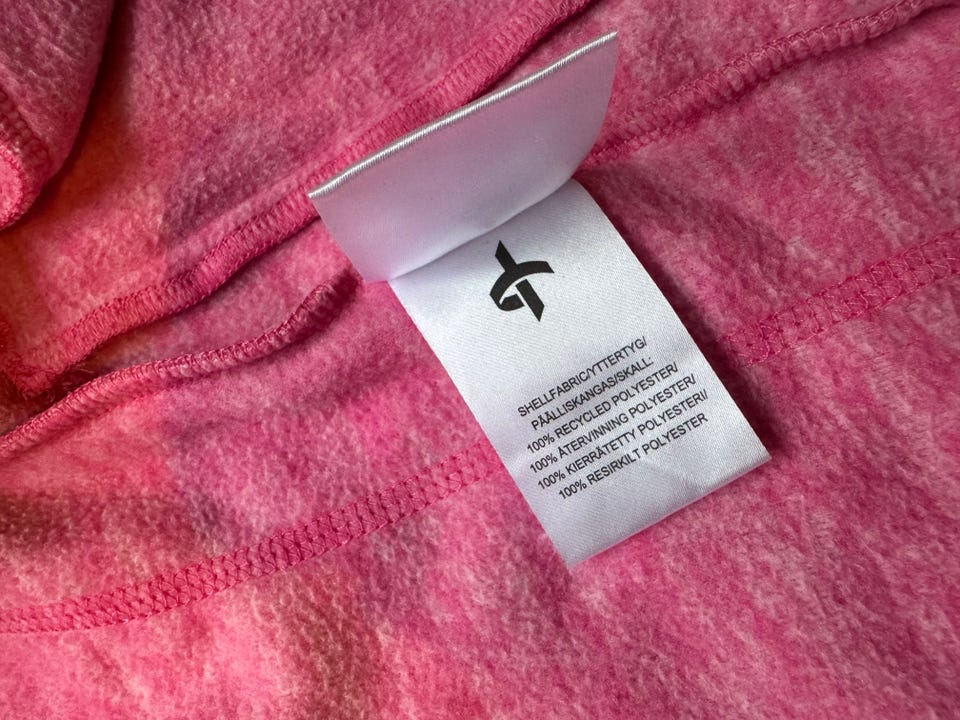 SHELLFABRIC/YTTERTYG/
PÄÄLLISKANGAS/SKALL:
100% RECYCLED POLYESTER/
100% ÅTERVINNING POLYESTER/
100% KIERRÄTETTY POLYESTERI/
100% RESIRKILT POLYESTER